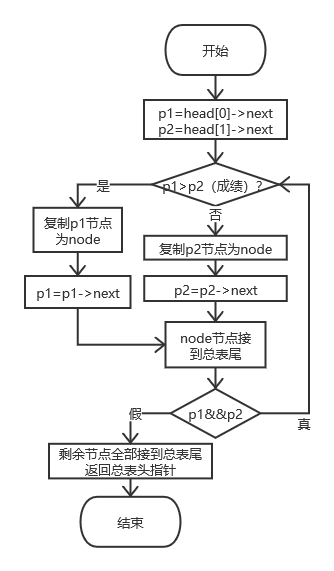 开始
p1=head[0]->next
p2=head[1]->next
p1>p2（成绩）?
是
否
复制p1节点
为node
复制p2节点为node
p1=p1->next
p2=p2->next
node节点接
到总表尾
p1&&p2
假
真
剩余节点全部接到总表尾
返回总表头指针
结束